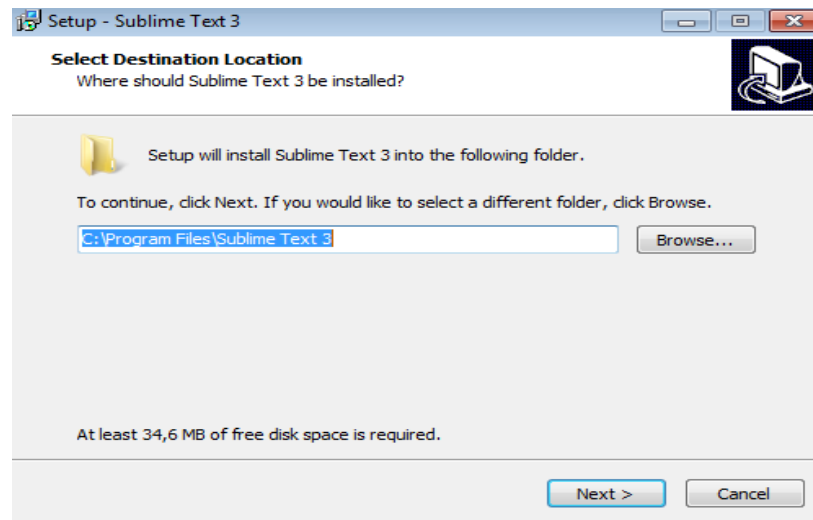 Setup - Sublime Text 3
Select Destination Location
Where should Sublime Text 3 be installed?
Setup will install Sublime Text 3 into the following folder.
To continue, click Next. If you would like to select a different folder, click Browse.
C:\Program Files\Sublime Text 3
Browse...
At least 34,6 MB of free disk space is required.
Next >
Cancel